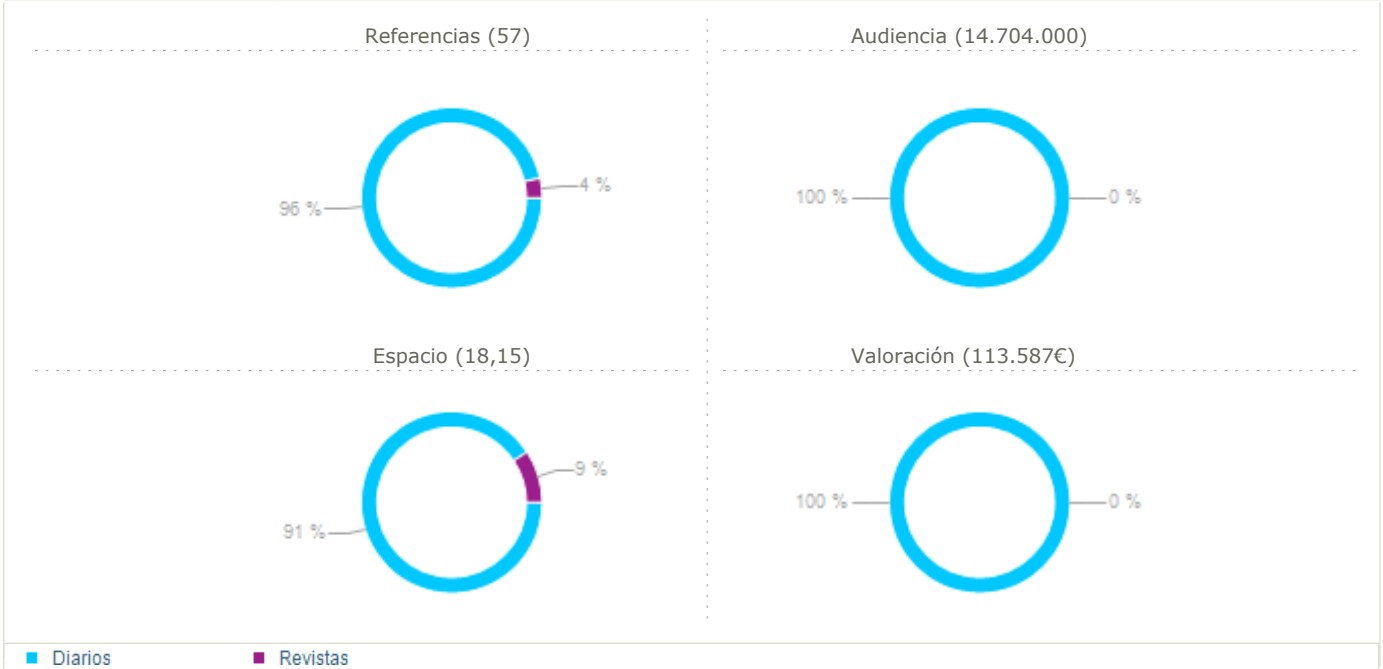 Referencias (57)
96 %
4 %
Audiencia (14.704.000)
100 %
0 %
Espacio (18,15)
91 %
9 %
Valoración (113.587€)
100 %
0 %
Diarios
Revistas